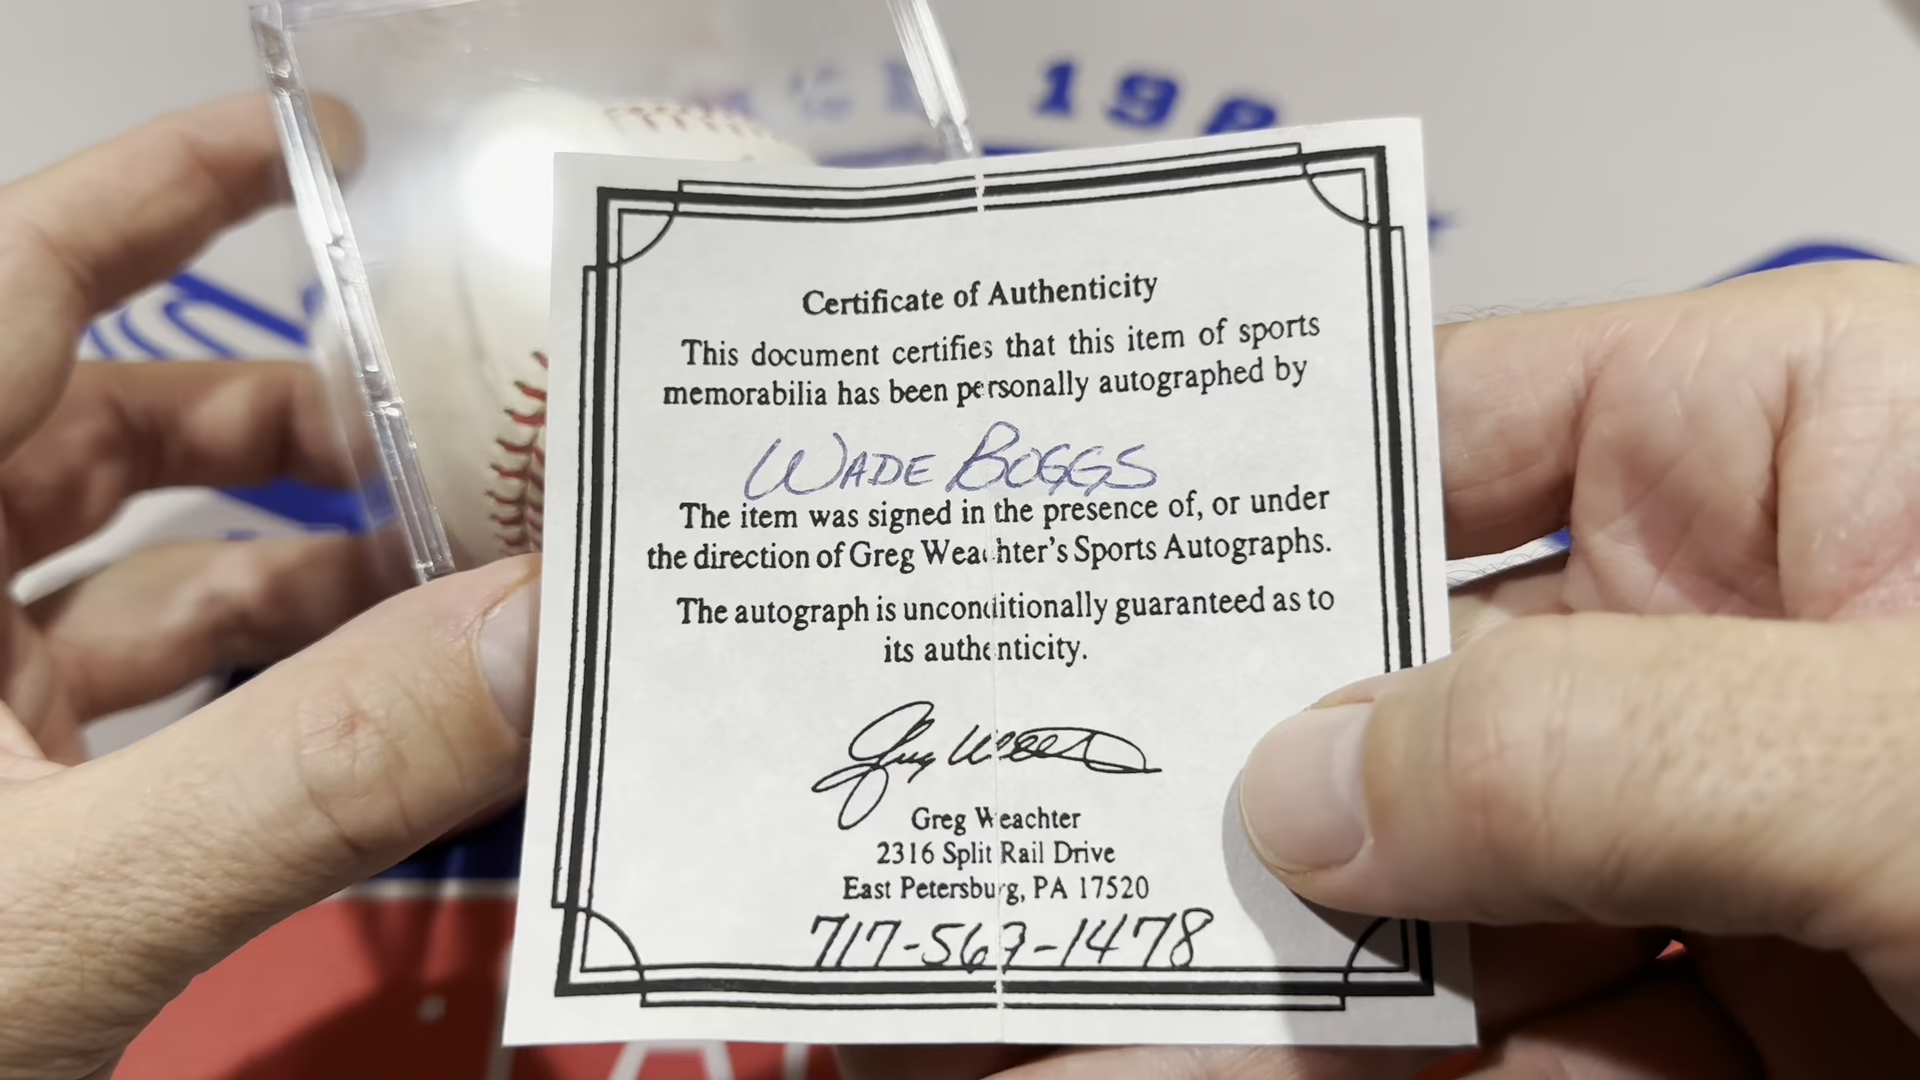 198
Certificate of Authenticity
This document certifies that this item of sports
memorabilia has been personally autographed by
WADE BOGGS
The item was signed in the presence of, or under
the direction of Greg Weachter's Sports Autographs.
The autograph is unconditionally guaranteed as to
its authenticity.
Greg Weachter
2316 Split Rail Drive
East Petersburg, PA 17520
717-567-1478